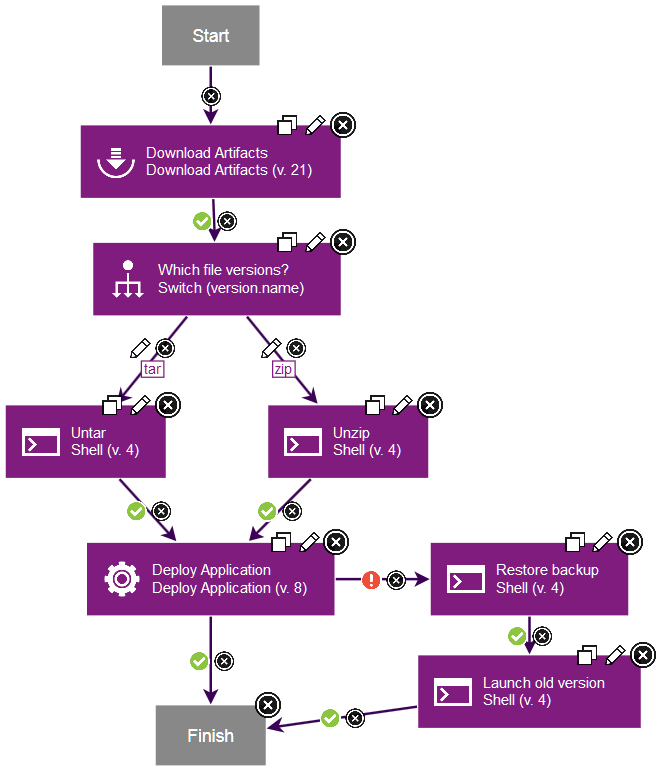 Start
Download Artifacts
Download Artifacts (v. 21)
Which file versions?
Switch (version.name)
tar
zip
Untar
Shell (v. 4)
Unzip
Shell (v. 4)
Deploy Application
Deploy Application (v. 8)
Restore backup
Shell (v. 4)
Launch old version
Shell (v. 4)
Finish